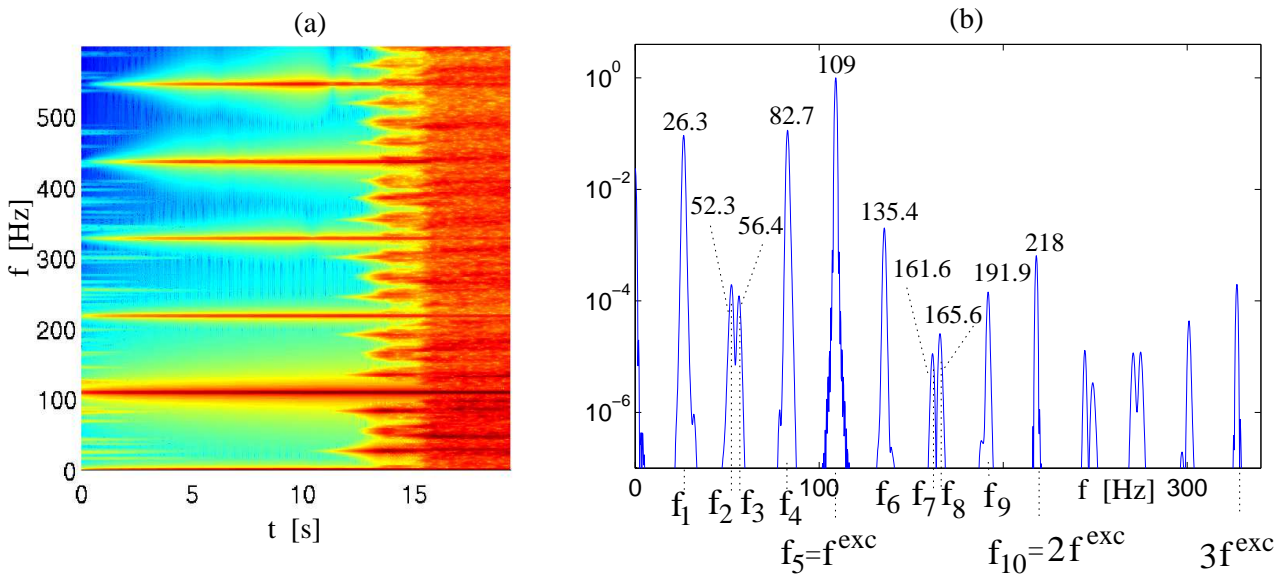 (a)
f [Hz]
500
400
300
200
100
0
0 5 10 15
t [s]
(b)
10^0
10^-2
10^-4
10^-6
109
26.3
82.7
52.3
56.4
135.4
161.6
165.6
191.9
218
0 100 f [Hz] 300
f_1 f_2 f_3 f_4 f_6 f_7 f_8 f_9
f_5=f^exc f_10=2f^exc 3f^exc